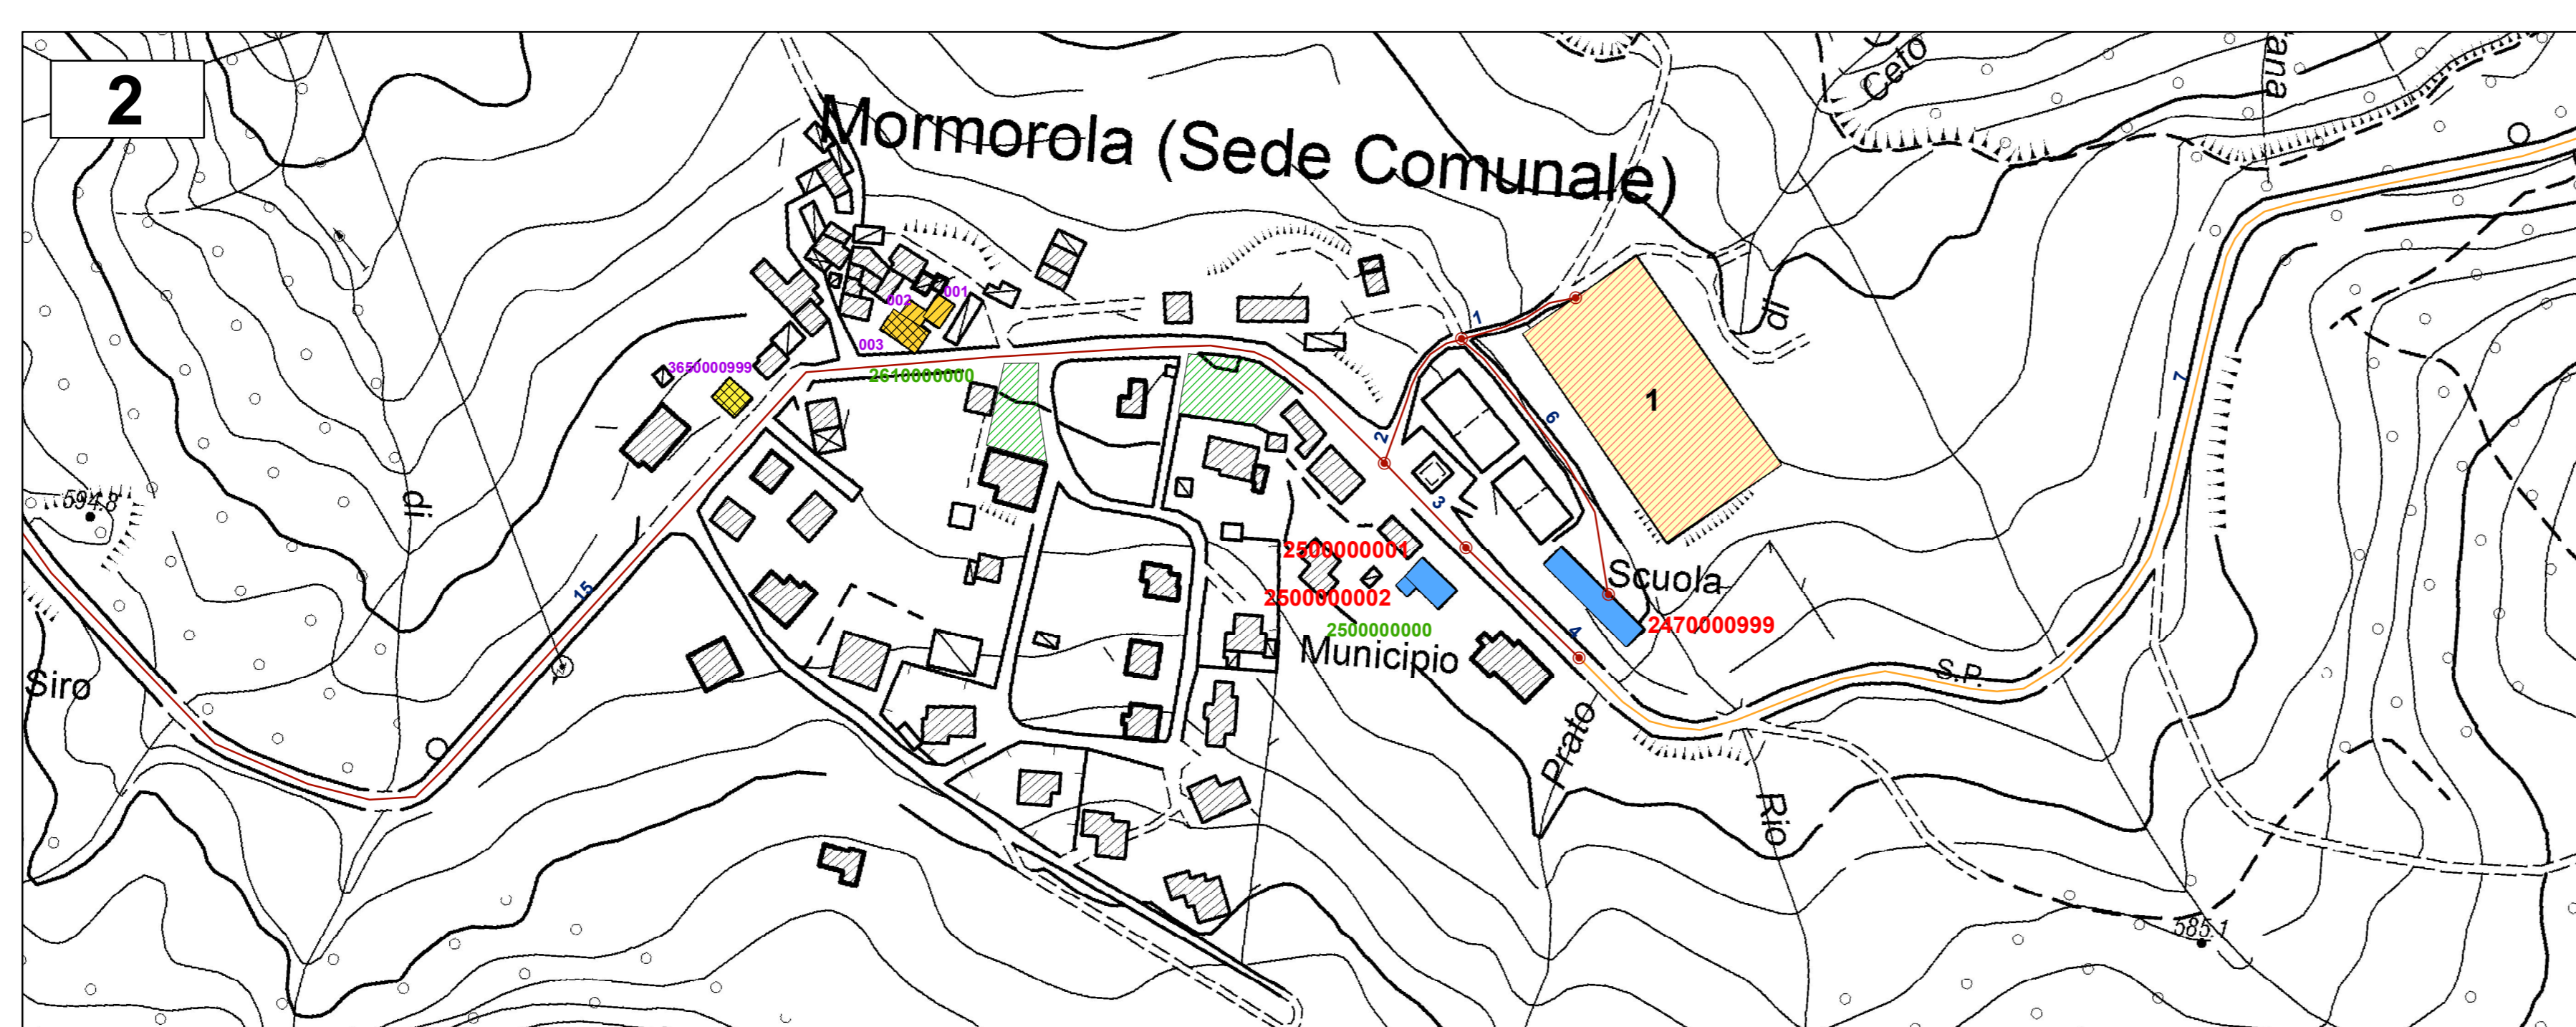 2
Mormorola (Sede Comunale)
Ceto
ana
001
002
003
3650000999
2610000000
1
1
2
3
6
7
594.8
di
15
Siro
2500000001
2500000002
2500000000
Municipio
Scuola
2470000999
4
S.P.
Prato
Rio
585.1